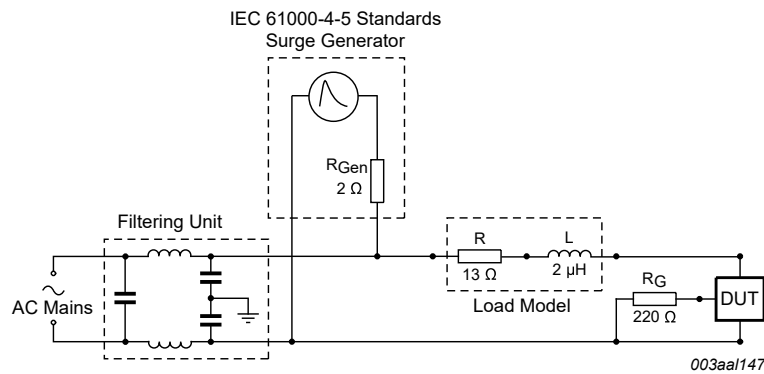 IEC 61000-4-5 Standards
Surge Generator
RGen
2 Ω
Filtering Unit
AC Mains
R
13 Ω
L
2 μH
Load Model
RG
220 Ω
DUT
003aal147